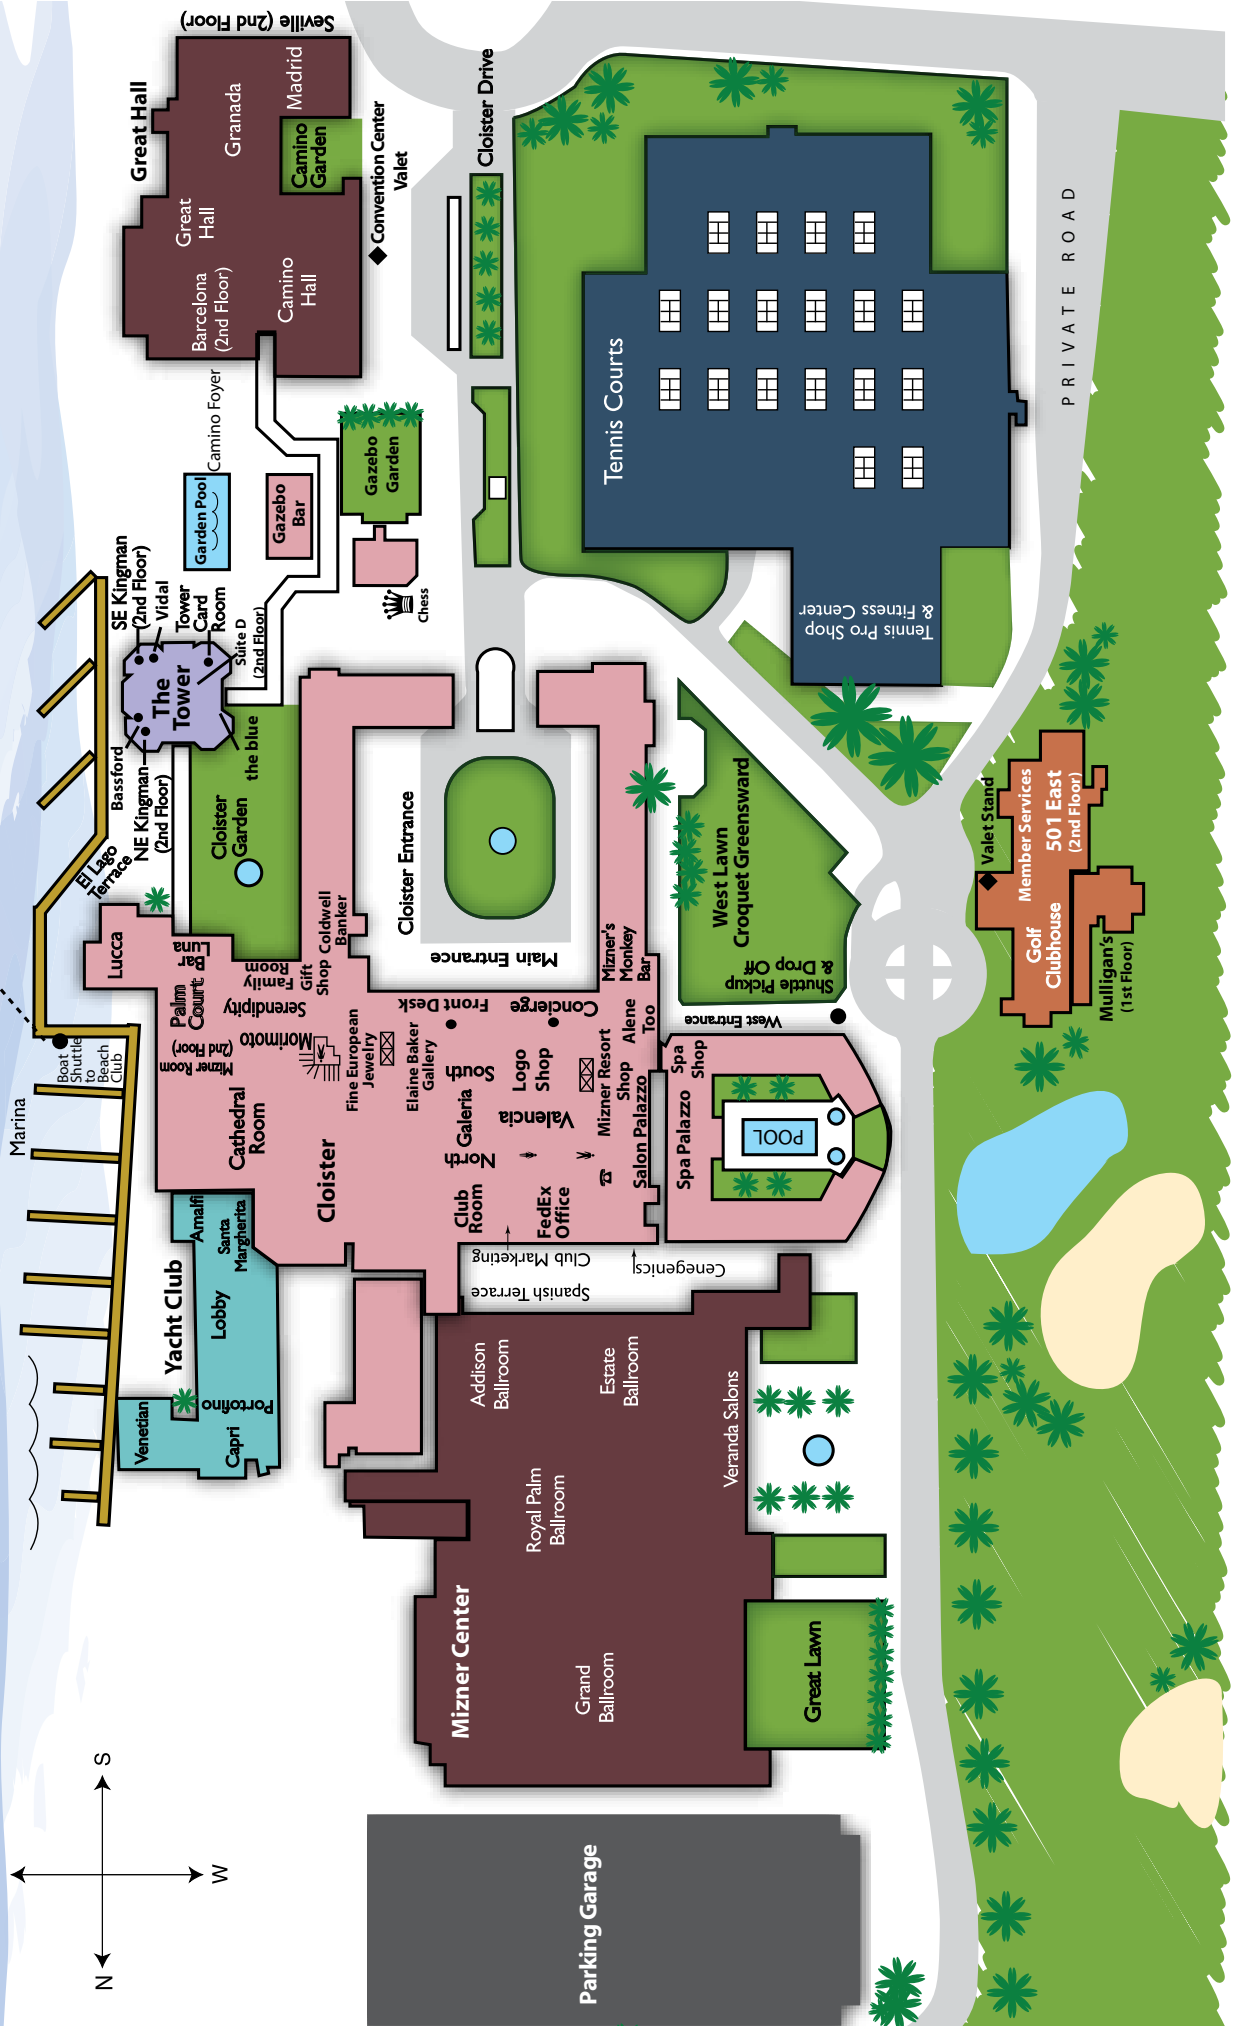 Seville (2nd Floor)
Great Hall
Granada
Madrid
Camino
Garden
Great
Hall
Barcelona
(2nd Floor)
Camino
Hall
Convention Center
Valet
Cloister Drive
Camino Foyer
Garden Pool
Gazebo
Bar
Gazebo
Garden
Chess
Tennis Courts
Tennis Pro Shop
& Fitness Center
PRIVATE ROAD
SE Kingman
(2nd Floor)
Vidal
Tower
Card
Room
Suite D
(2nd Floor)
The
Tower
Bassford
NE Kingman
(2nd Floor)
the blue
El Lago
Terrace
Cloister
Garden
Cloister Entrance
Main Entrance
West Lawn
Croquet Greensward
Shuttle Pickup
& Drop Off
West Entrance
Valet Stand
Member Services
501 East
(2nd Floor)
Golf
Clubhouse
Mulligan's
(1st Floor)
Lucca
Luna
Bar
Palm
Court
Family
Room
Gift
Shop
Coldwell
Banker
Serendipity
Morimoto
Mizner Room
(2nd Floor)
Cathedral
Room
Fine European
Jewelry
Elaine Baker
Gallery
Front Desk
Concierge
Mizner's
Monkey
Bar
Alene
Too
Logo
Shop
Mizner Resort
Shop
South
Galeria
North
Valencia
Salon Palazzo
Spa Palazzo
Spa
Shop
POOL
Cloister
Club
Room
FedEx
Office
Club Marketing
Cenegenics
Spanish Terrace
Boat
Shuttle
to
Beach
Club
Marina
Yacht Club
Amalfi
Santa
Margherita
Lobby
Portofino
Venetian
Capri
Addison
Ballroom
Estate
Ballroom
Veranda Salons
Royal Palm
Ballroom
Mizner Center
Grand
Ballroom
Great Lawn
Parking Garage
S
W
N